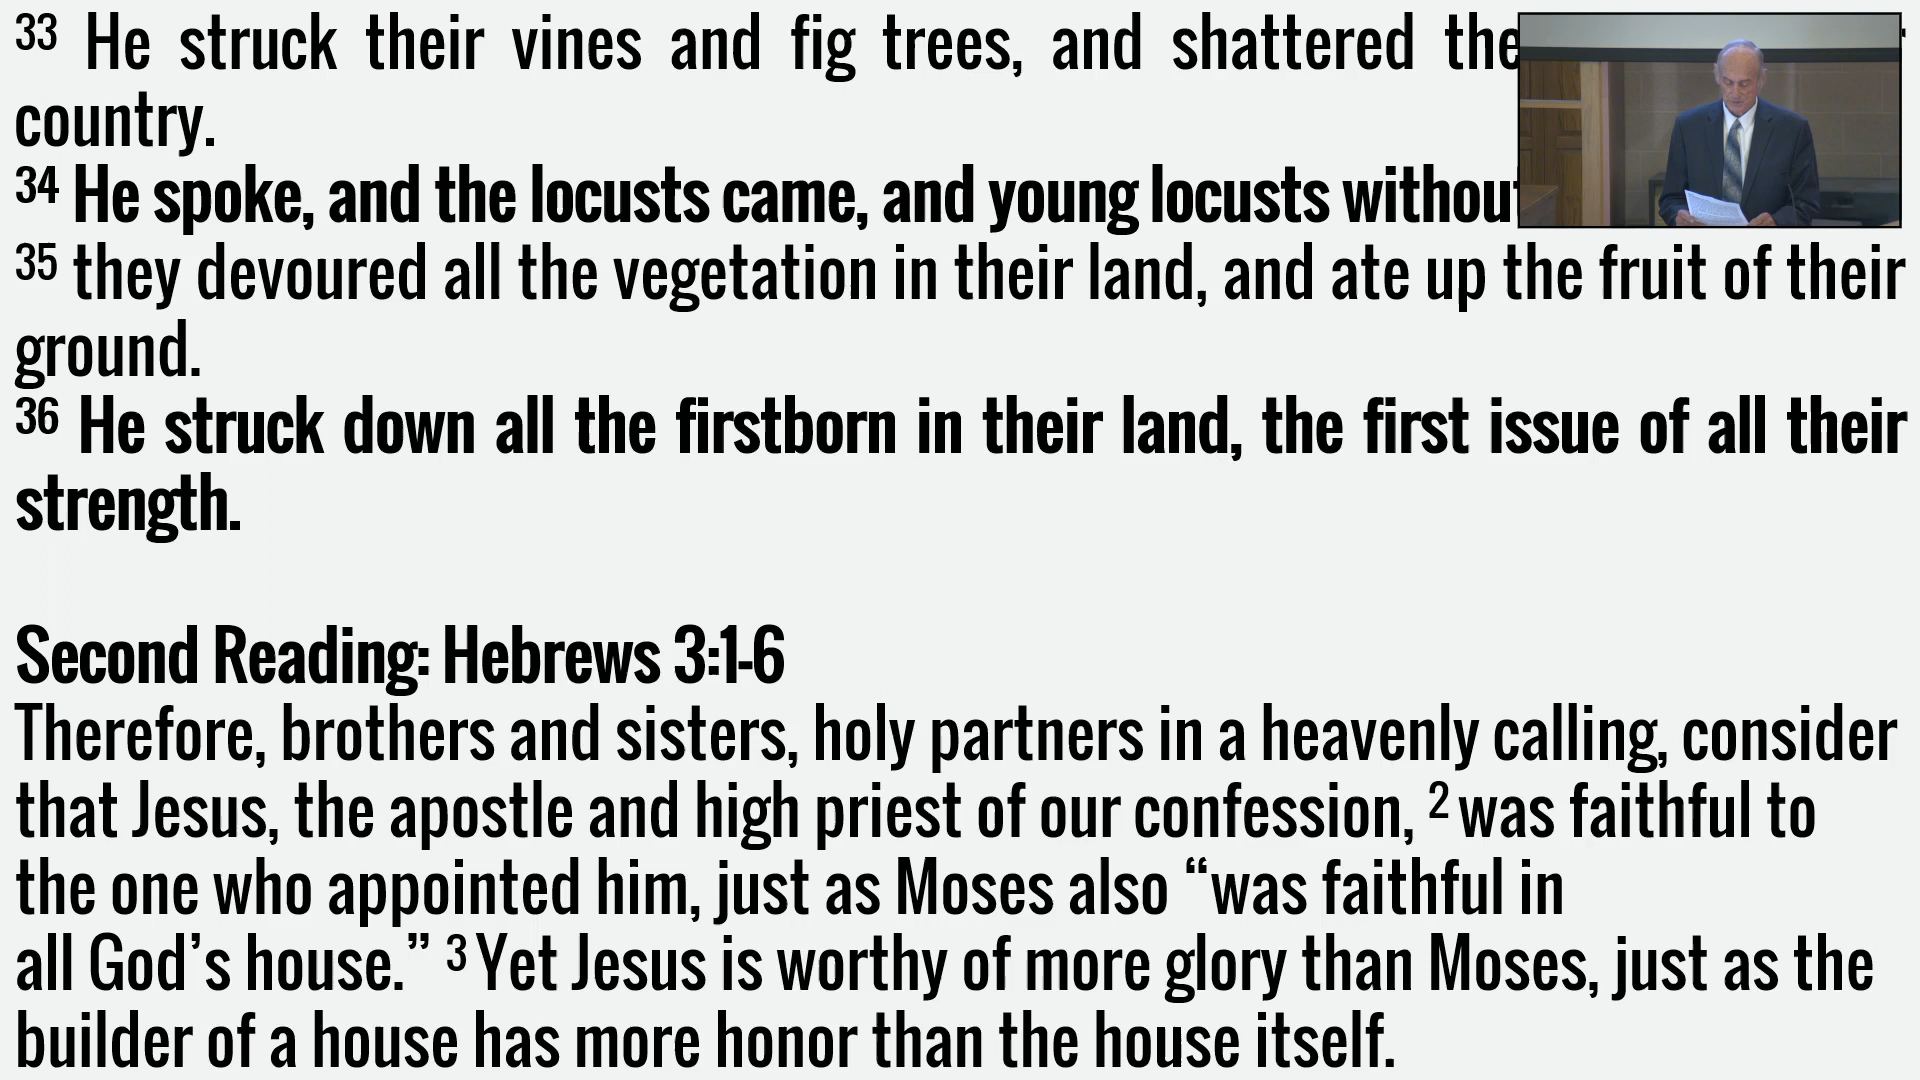 33 He struck their vines and fig trees, and shattered
country.
34 He spoke, and the locusts came, and young locusts
35 they devoured all the vegetation in their land, and ate up the fruit of their
ground.
36 He struck down all the firstborn in their land, the first issue of all their
strength.
Second Reading: Hebrews 3:1-6
Therefore, brothers and sisters, holy partners in a heavenly calling, consider
that Jesus, the apostle and high priest of our confession, 2 was faithful to
the one who appointed him, just as Moses also “was faithful in
all God’s house.” 3 Yet Jesus is worthy of more glory than Moses, just as the
builder of a house has more honor than the house itself.